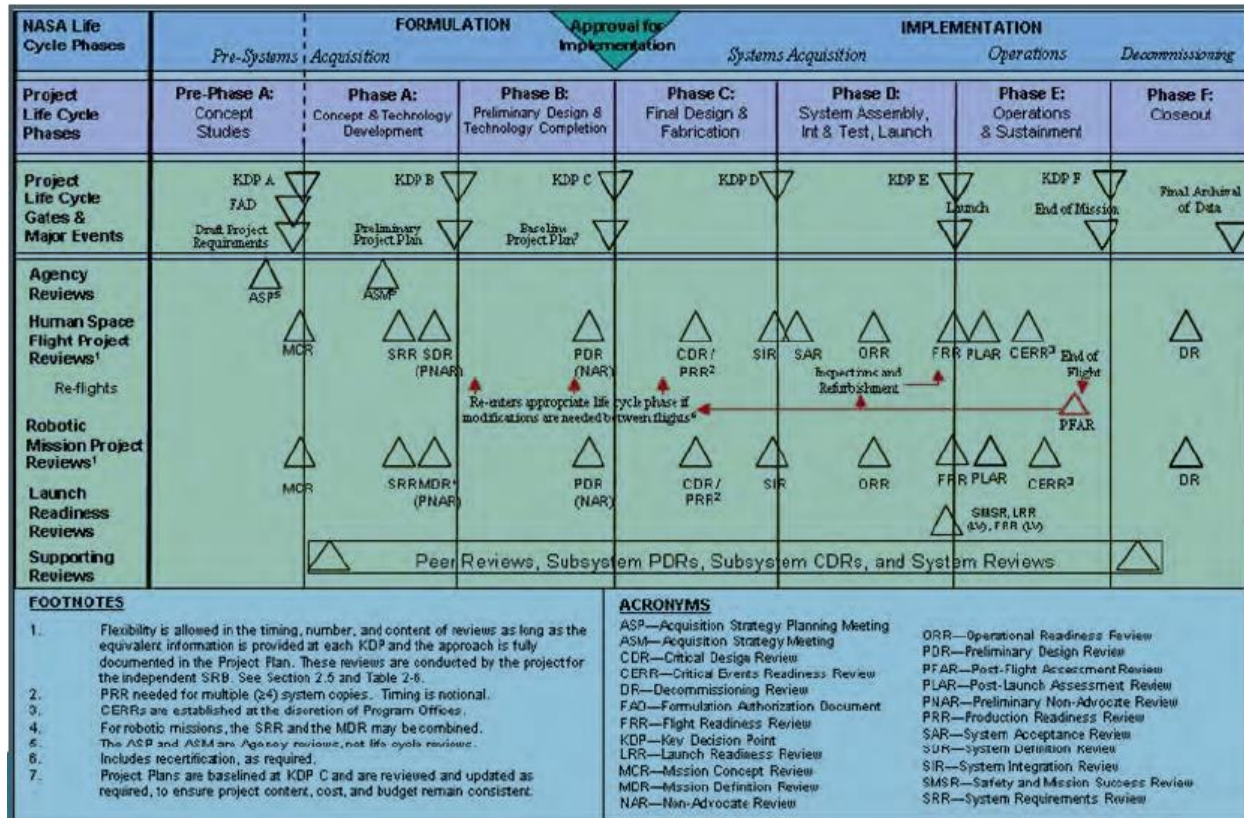 NASA Life
Cycle Phases
FORMULATION
Approval for
Implementation
IMPLEMENTATION
Pre-Systems Acquisition
Systems Acquisition
Operations
Decommissioning
Project
Life Cycle
Phases
Pre-Phase A:
Concept
Studies
Phase A:
Concept & Technology
Development
Phase B:
Preliminary Design &
Technology Completion
Phase C:
Final Design &
Fabrication
Phase D:
System Assembly,
Int & Test, Launch
Phase E:
Operations
& Sustainment
Phase F:
Closeout
Project
Life Cycle
Gates &
Major Events
KDP A
FAD
Draft Project
Requirements
KDP B
Preliminary
Project Plan
KDP C
Baseline
Project Plan7
KDP D
KDP E
Launch
KDP F
End of Mission
Final Archival
of Data
Agency
Reviews
ASP5
ASM5
Human Space
Flight Project
Reviews1
MCR
SRR
SDR
(PNAR)
PDR
(NAR)
CDR/
PRR2
SIR
SAR
ORR
FRR
PLAR
CERR3
End of
Flight
DR
Re-flights
Re-enters appropriate life cycle phase if
modifications are needed between flights6
Inspections and
Refurbishment
PFAR
Robotic
Mission Project
Reviews1
MCR
SRR
MDR4
(PNAR)
PDR
(NAR)
CDR/
PRR2
SIR
ORR
FRR
PLAR
CERR3
DR
Launch
Readiness
Reviews
SMSR, LRR
(LV), FRR (LV)
Supporting
Reviews
Peer Reviews, Subsystem PDRs, Subsystem CDRs, and System Reviews
FOOTNOTES
1. Flexibility is allowed in the timing, number, and content of reviews as long as the
equivalent information is provided at each KDP and the approach is fully
documented in the Project Plan. These reviews are conducted by the project for
the independent SRB. See Section 2.5 and Table 2-6.
2. PRR needed for multiple (≥4) system copies. Timing is notional.
3. CERRs are established at the discretion of Program Offices.
4. For robotic missions, the SRR and the MDR may be combined.
5. The ASP and ASM are Agency reviews, not life cycle reviews.
6. Includes recertification, as required.
7. Project Plans are baselined at KDP C and are reviewed and updated as
required, to ensure project content, cost, and budget remain consistent.
ACRONYMS
ASP—Acquisition Strategy Planning Meeting
ASM—Acquisition Strategy Meeting
CDR—Critical Design Review
CERR—Critical Events Readiness Review
DR—Decommissioning Review
FAD—Formulation Authorization Document
FRR—Flight Readiness Review
KDP—Key Decision Point
LRR—Launch Readiness Review
MCR—Mission Concept Review
MDR—Mission Definition Review
NAR—Non-Advocate Review
ORR—Operational Readiness Review
PDR—Preliminary Design Review
PFAR—Post-Flight Assessment Review
PLAR—Post-Launch Assessment Review
PNAR—Preliminary Non-Advocate Review
PRR—Production Readiness Review
SAR—System Acceptance Review
SDR—System Definition Review
SIR—System Integration Review
SMSR—Safety and Mission Success Review
SRR—System Requirements Review